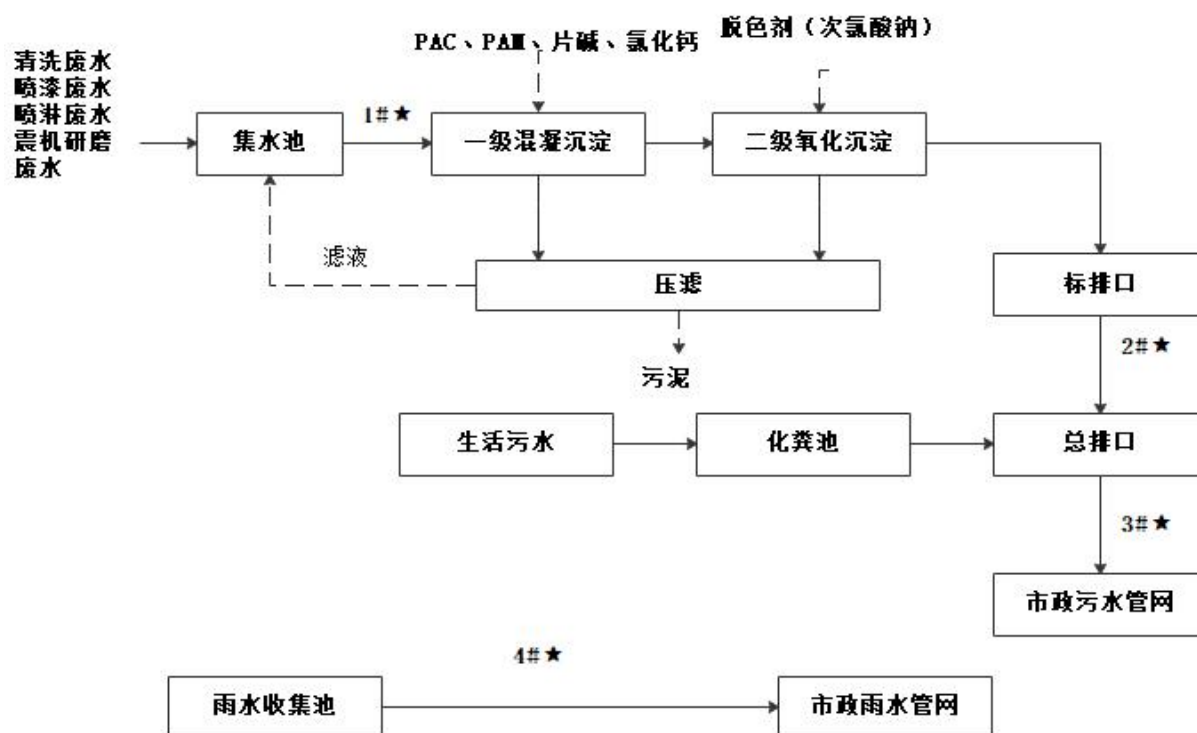 PAC、PAM、片碱、氯化钙
脱色剂（次氯酸钠）
清洗废水
喷漆废水
喷淋废水
震机研磨
废水
集水池
1#★
一级混凝沉淀
二级氧化沉淀
滤液
压滤
标排口
2#★
污泥
生活污水
化粪池
总排口
3#★
市政污水管网
4#★
雨水收集池
市政雨水管网